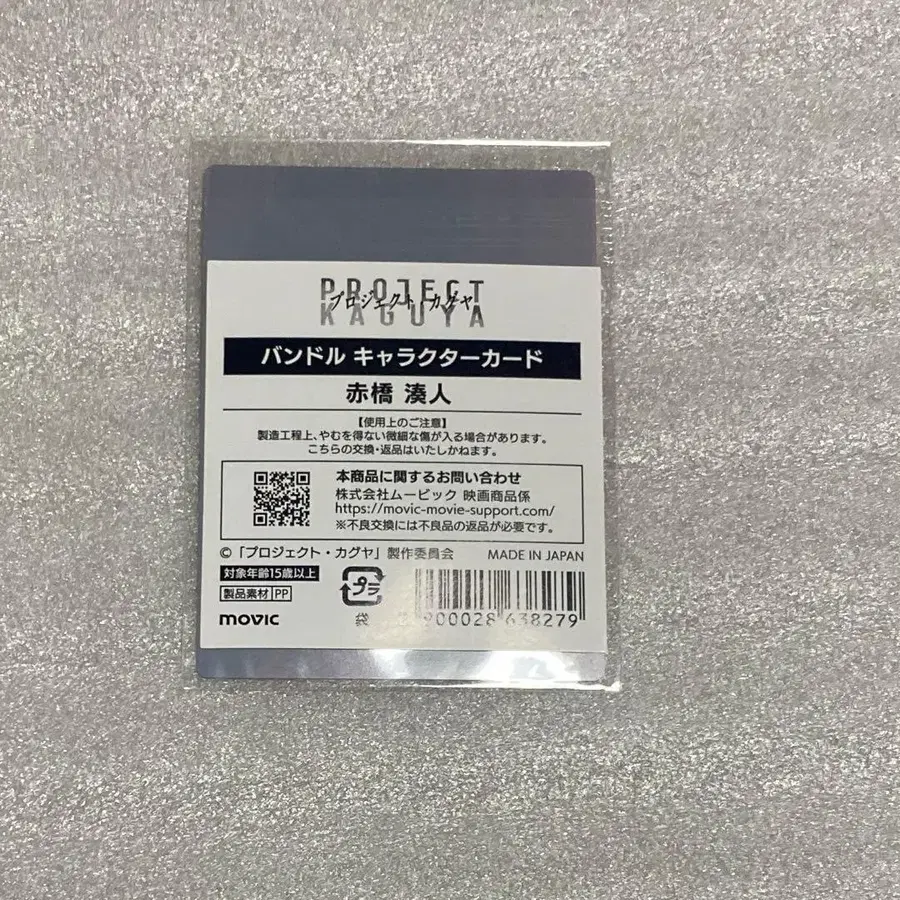 PROJECT
プロジェクト・カグヤ
KAGUYA
バンドル キャラクターカード
赤橋 湊人
【使用上のご注意】
製造工程上、やむを得ない微細な傷が入る場合があります。
こちらの交換・返品はいたしかねます。
本商品に関するお問い合わせ
株式会社ムービック 映画商品係
https://movic-movie-support.com/
※不良交換には不良品の返品が必要です。
©「プロジェクト・カグヤ」製作委員会 MADE IN JAPAN
対象年齢15歳以上
製品素材 PP
プラ
movic
袋
900028 638279